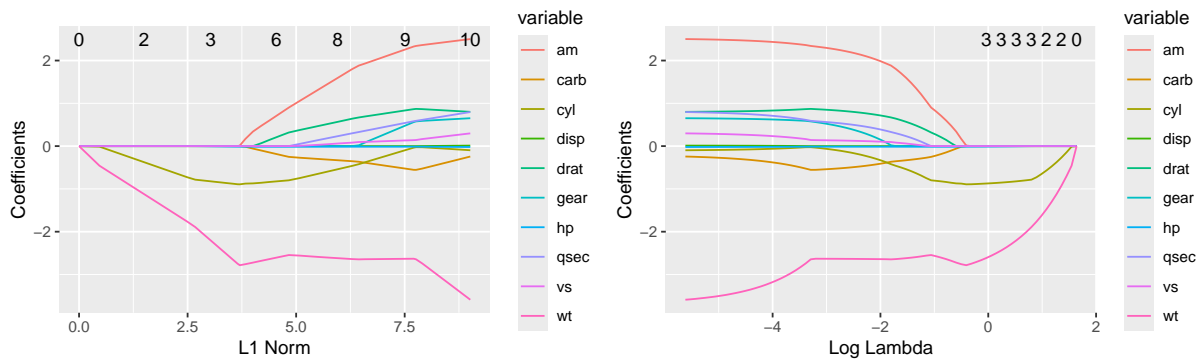 variable
0 2 3 6 8 9 10
am
carb
cyl
disp
drat
gear
hp
qsec
vs
wt
Coefficients
2
0
−2
0.0 2.5 5.0 7.5
L1 Norm
variable
3 3 3 3 2 2 0
am
carb
cyl
disp
drat
gear
hp
qsec
vs
wt
Coefficients
2
0
−2
−4 −2 0 2
Log Lambda